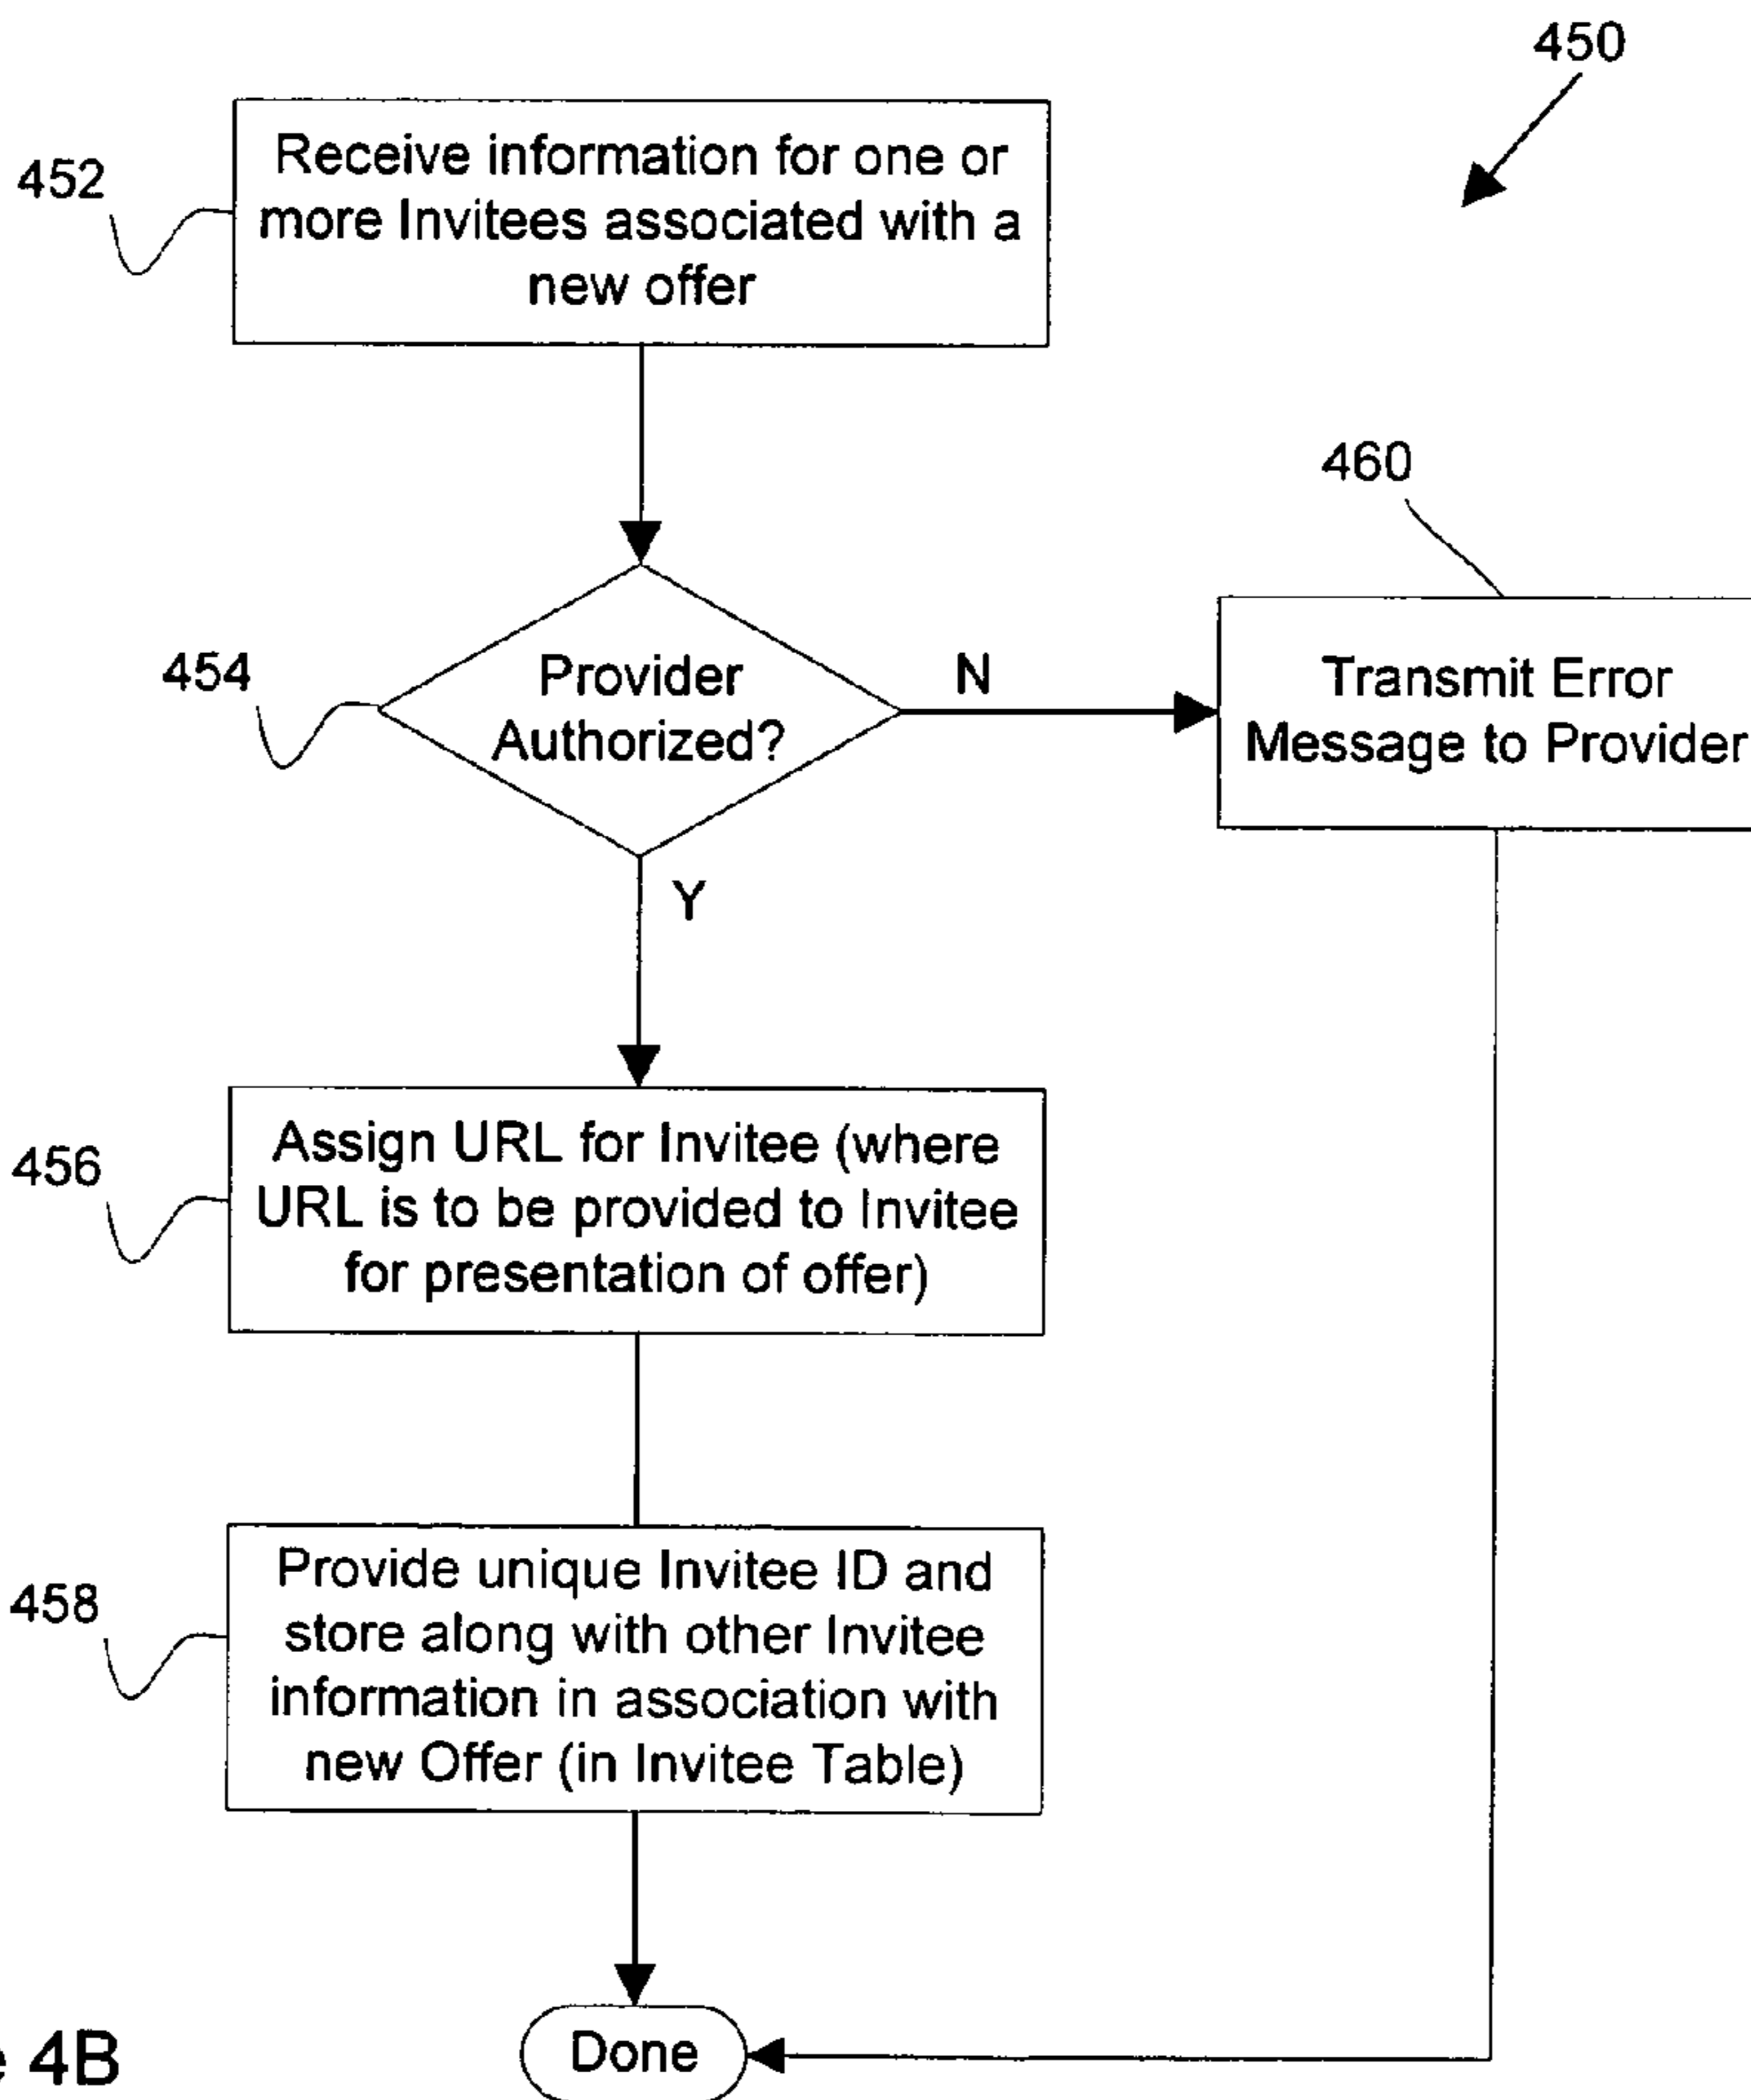 450
452
Receive information for one or
more Invitees associated with a
new offer
460
454
Provider
Authorized?
N
Transmit Error
Message to Provider
Y
456
Assign URL for Invitee (where
URL is to be provided to Invitee
for presentation of offer)
458
Provide unique Invitee ID and
store along with other Invitee
information in association with
new Offer (in Invitee Table)
Done
4B